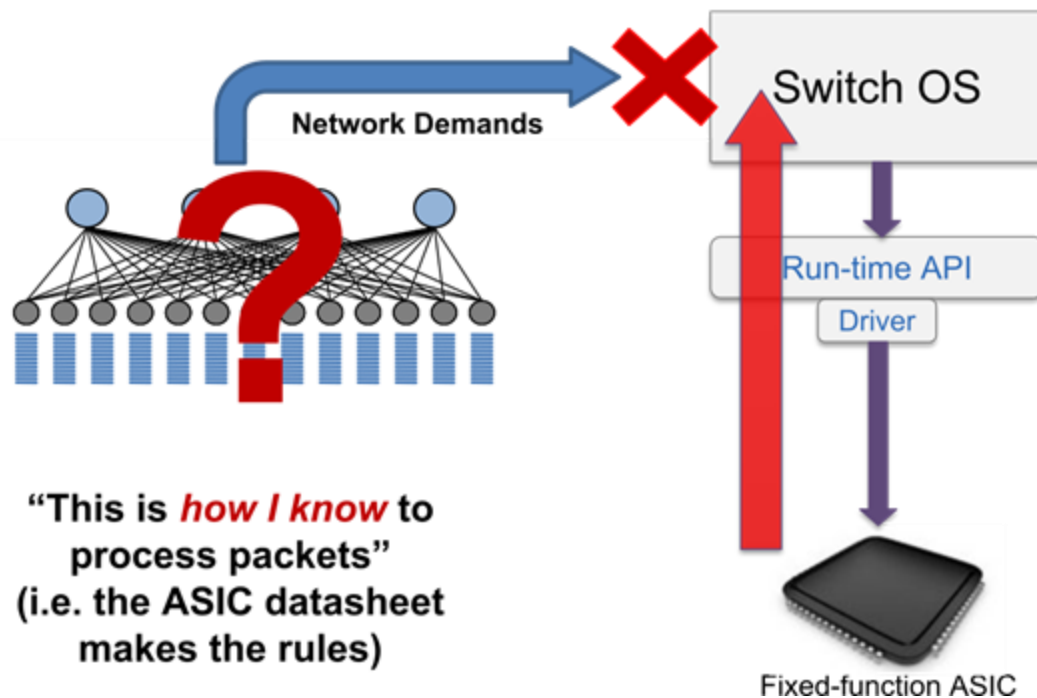 Network Demands
Switch OS
Run-time API
Driver
“This is how I know to
process packets”
(i.e. the ASIC datasheet
makes the rules)
Fixed-function ASIC